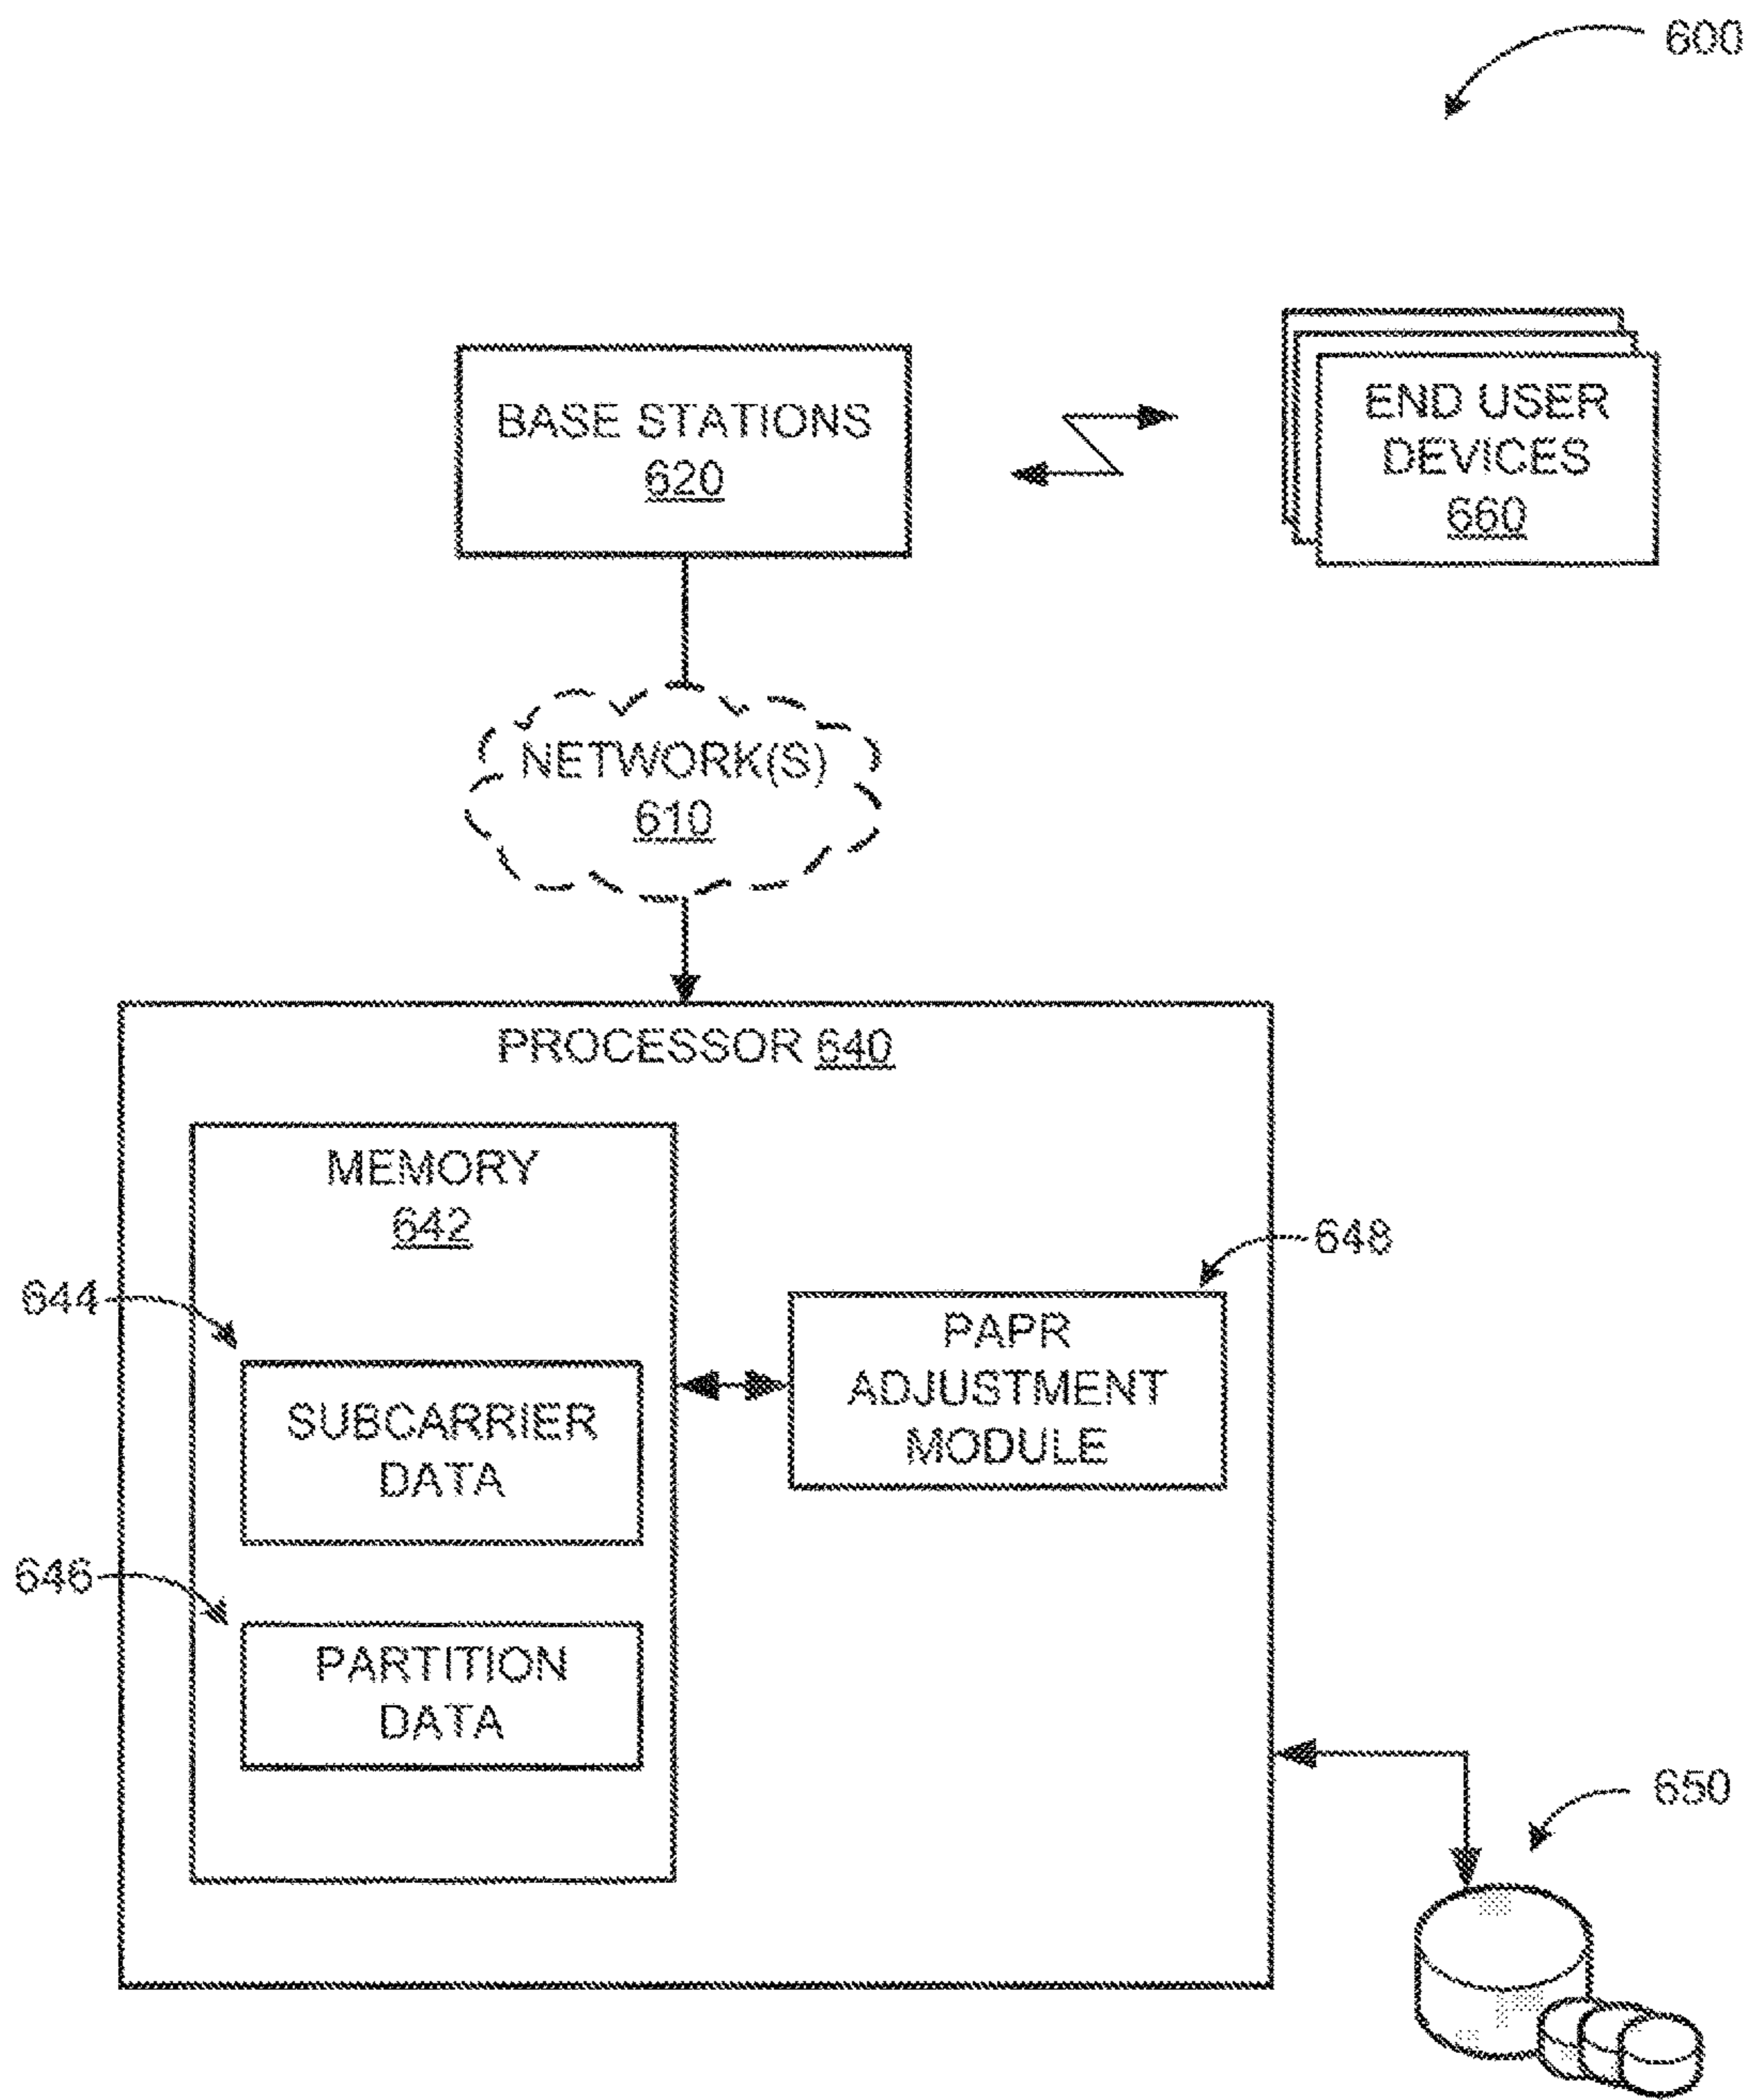 600
BASE STATIONS
620
END USER
DEVICES
660
NETWORK(S)
610
PROCESSOR 640
MEMORY
642
648
644
PAPR
ADJUSTMENT
MODULE
SUBCARRIER
DATA
646
PARTITION
DATA
650